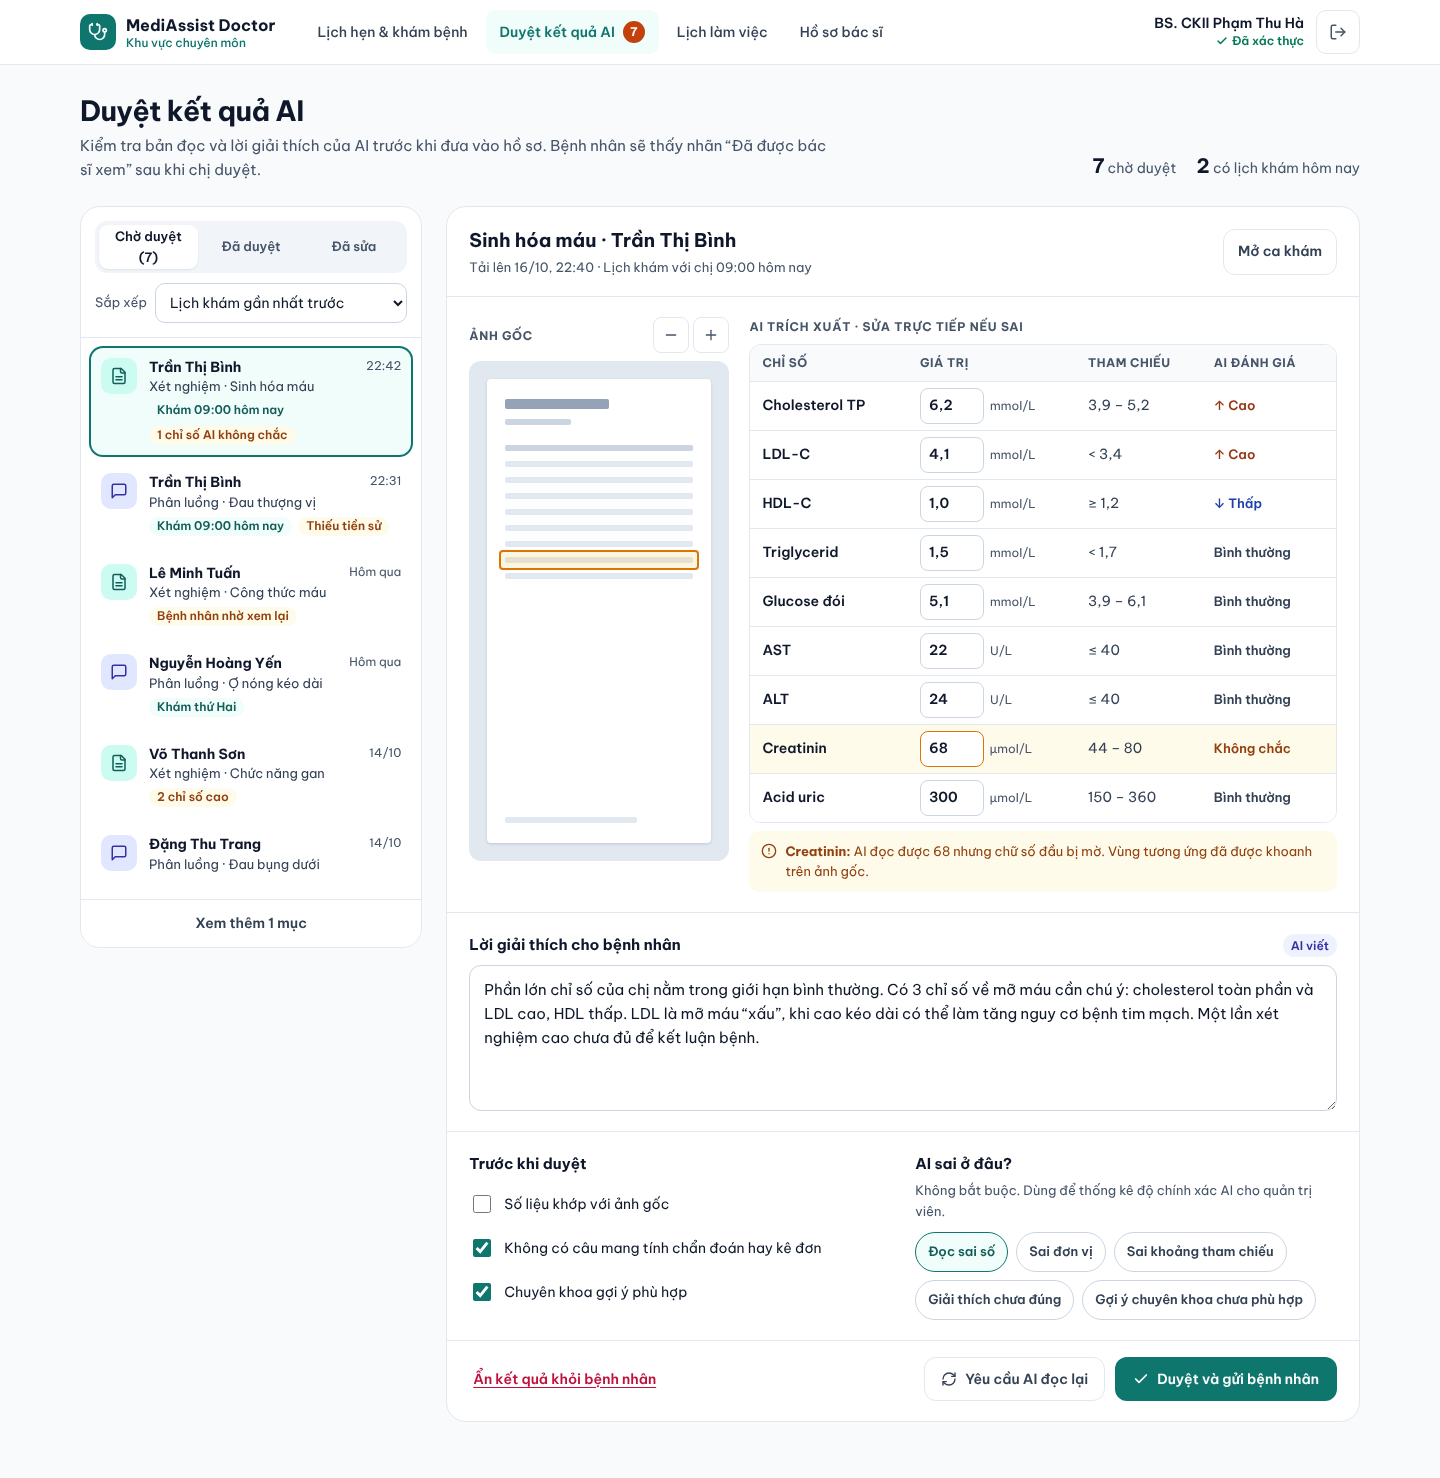 MediAssist Doctor
Khu vực chuyên môn
Lịch hẹn & khám bệnh
Duyệt kết quả AI 7
Lịch làm việc
Hồ sơ bác sĩ
BS. CKII Phạm Thu Hà
Đã xác thực
Duyệt kết quả AI
Kiểm tra bản đọc và lời giải thích của AI trước khi đưa vào hồ sơ. Bệnh nhân sẽ thấy nhãn “Đã được bác
sĩ xem” sau khi chị duyệt.
7 chờ duyệt
2 có lịch khám hôm nay
Chờ duyệt
(7)
Đã duyệt
Đã sửa
Sắp xếp
Lịch khám gần nhất trước
Trần Thị Bình 22:42
Xét nghiệm · Sinh hóa máu
Khám 09:00 hôm nay
1 chỉ số AI không chắc
Trần Thị Bình 22:31
Phân luồng · Đau thượng vị
Khám 09:00 hôm nay Thiếu tiền sử
Lê Minh Tuấn Hôm qua
Xét nghiệm · Công thức máu
Bệnh nhân nhờ xem lại
Nguyễn Hoàng Yến Hôm qua
Phân luồng · Ợ nóng kéo dài
Khám thứ Hai
Võ Thanh Sơn 14/10
Xét nghiệm · Chức năng gan
2 chỉ số cao
Đặng Thu Trang 14/10
Phân luồng · Đau bụng dưới
Xem thêm 1 mục
Sinh hóa máu · Trần Thị Bình
Tải lên 16/10, 22:40 · Lịch khám với chị 09:00 hôm nay
Mở ca khám
ẢNH GỐC
AI TRÍCH XUẤT · SỬA TRỰC TIẾP NẾU SAI
CHỈ SỐ GIÁ TRỊ THAM CHIẾU AI ĐÁNH GIÁ
Cholesterol TP 6,2 mmol/L 3,9 – 5,2 ↑ Cao
LDL-C 4,1 mmol/L < 3,4 ↑ Cao
HDL-C 1,0 mmol/L ≥ 1,2 ↓ Thấp
Triglycerid 1,5 mmol/L < 1,7 Bình thường
Glucose đói 5,1 mmol/L 3,9 – 6,1 Bình thường
AST 22 U/L ≤ 40 Bình thường
ALT 24 U/L ≤ 40 Bình thường
Creatinin 68 µmol/L 44 – 80 Không chắc
Acid uric 300 µmol/L 150 – 360 Bình thường
Creatinin: AI đọc được 68 nhưng chữ số đầu bị mờ. Vùng tương ứng đã được khoanh
trên ảnh gốc.
Lời giải thích cho bệnh nhân
AI viết
Phần lớn chỉ số của chị nằm trong giới hạn bình thường. Có 3 chỉ số về mỡ máu cần chú ý: cholesterol toàn phần và
LDL cao, HDL thấp. LDL là mỡ máu “xấu”, khi cao kéo dài có thể làm tăng nguy cơ bệnh tim mạch. Một lần xét
nghiệm cao chưa đủ để kết luận bệnh.
Trước khi duyệt
Số liệu khớp với ảnh gốc
Không có câu mang tính chẩn đoán hay kê đơn
Chuyên khoa gợi ý phù hợp
AI sai ở đâu?
Không bắt buộc. Dùng để thống kê độ chính xác AI cho quản trị
viên.
Đọc sai số
Sai đơn vị
Sai khoảng tham chiếu
Giải thích chưa đúng
Gợi ý chuyên khoa chưa phù hợp
Ẩn kết quả khỏi bệnh nhân
Yêu cầu AI đọc lại
Duyệt và gửi bệnh nhân